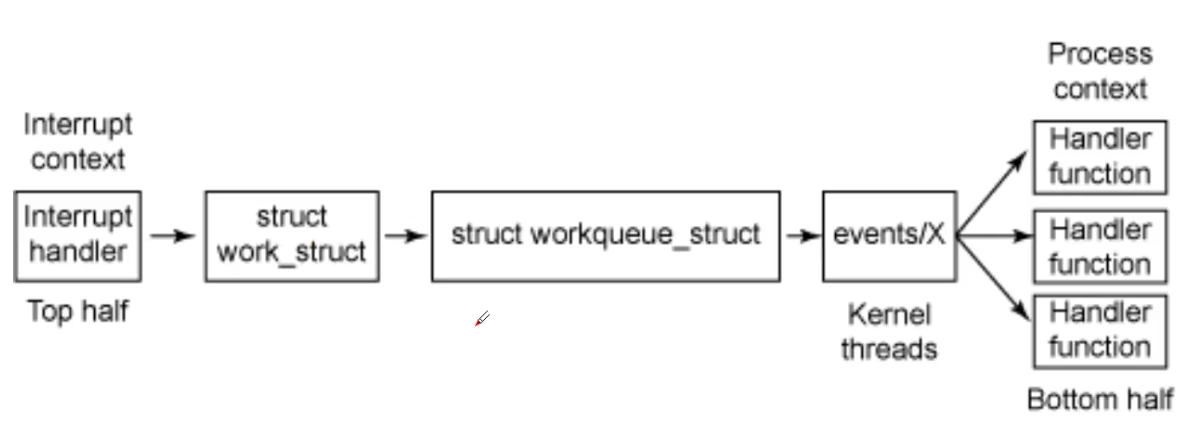 Interrupt
context
Interrupt
handler
Top half
struct
work_struct
struct workqueue_struct
events/X
Kernel
threads
Process
context
Handler
function
Handler
function
Handler
function
Bottom half